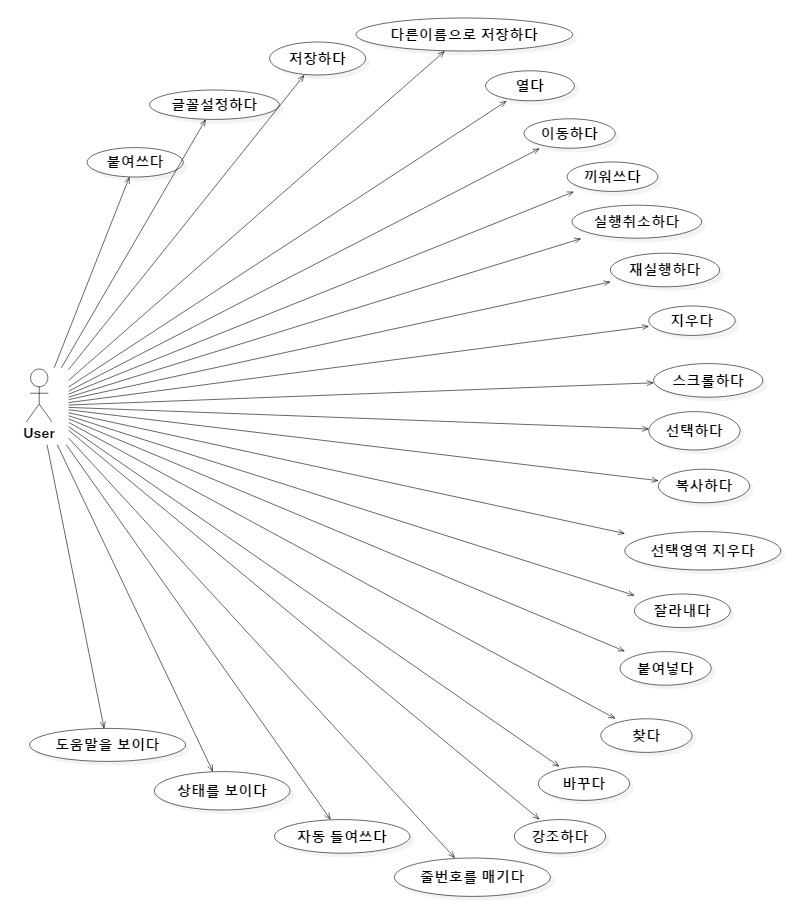 다른이름으로 저장하다
저장하다
열다
글꼴설정하다
이동하다
붙여쓰다
끼워쓰다
실행취소하다
재실행하다
지우다
스크롤하다
User
선택하다
복사하다
선택영역 지우다
잘라내다
붙여넣다
찾다
도움말을 보이다
바꾸다
상태를 보이다
자동 들여쓰다
강조하다
줄번호를 매기다